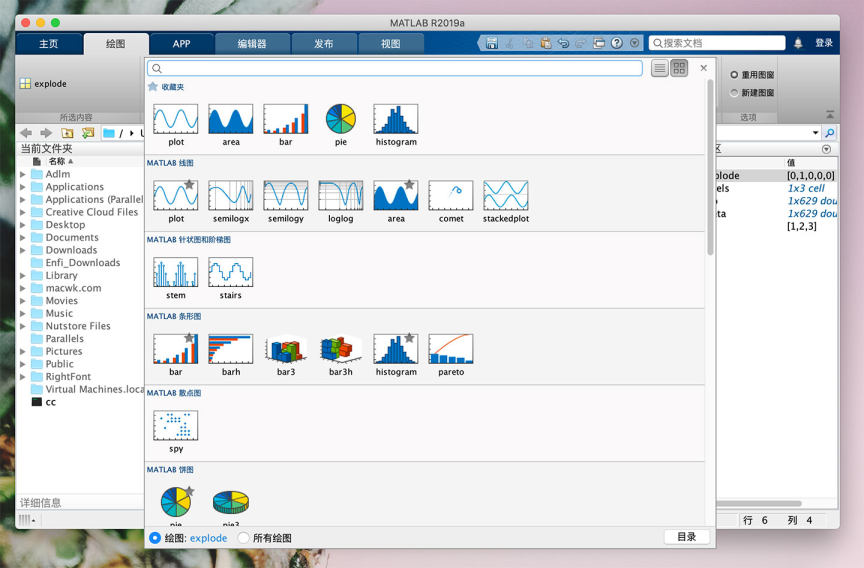 MATLAB R2019a
主页 绘图 APP 编辑器 发布 视图 搜索文档 登录
explode
所选内容
重用图窗
新建图窗
选项
/
当前文件夹
名称
Adlm
Applications
Applications (Parallel
Creative Cloud Files
Desktop
Documents
Downloads
Enfi_Downloads
Library
macwk.com
Movies
Music
Nutstore Files
Parallels
Pictures
Public
RightFont
Virtual Machines.loca
cc
详细信息
收藏夹
plot area bar pie histogram
MATLAB 线图
plot semilogx semilogy loglog area comet stackedplot
MATLAB 针状图和阶梯图
stem stairs
MATLAB 条形图
bar barh bar3 bar3h histogram pareto
MATLAB 散点图
spy
MATLAB 饼图
pie pie3
绘图: explode 所有绘图 目录
区
值
plode [0,1,0,0,0]
els 1x3 cell
1x629 dou
ta 1x629 dou
[1,2,3]
行 6 列 4